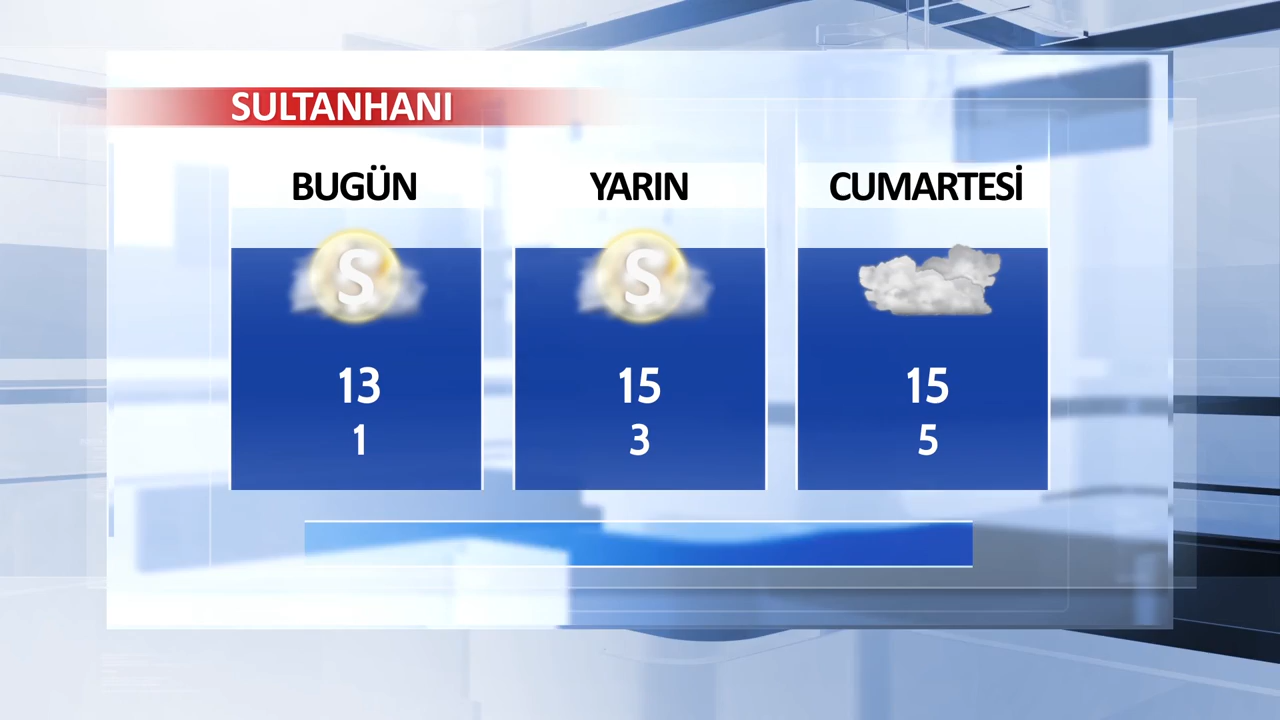 SULTANHANI
BUGÜN YARIN CUMARTESİ
S S
13 15 15
1 3 5